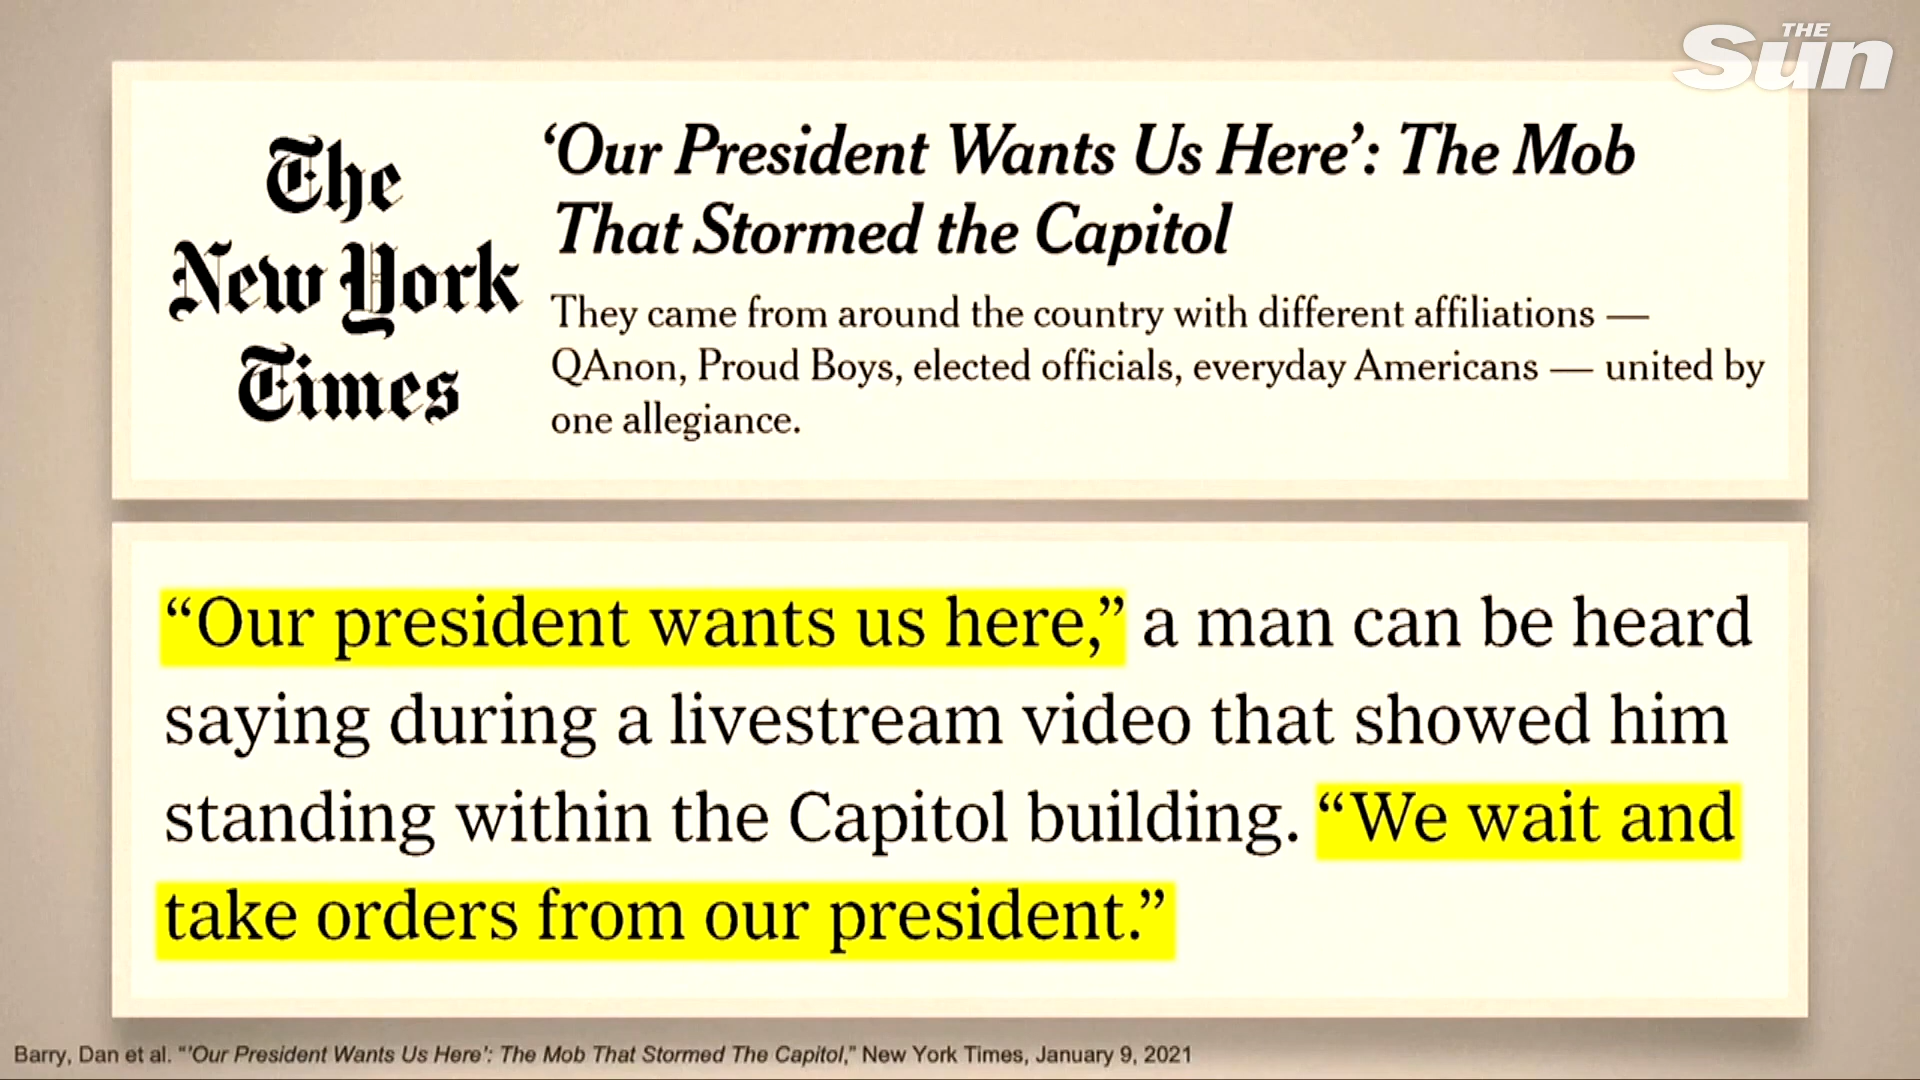 THE
Sun
The
New York
Times
‘Our President Wants Us Here’: The Mob
That Stormed the Capitol
They came from around the country with different affiliations —
QAnon, Proud Boys, elected officials, everyday Americans — united by
one allegiance.
“Our president wants us here,” a man can be heard
saying during a livestream video that showed him
standing within the Capitol building. “We wait and
take orders from our president.”
Barry, Dan et al. “‘Our President Wants Us Here’: The Mob That Stormed The Capitol,” New York Times, January 9, 2021